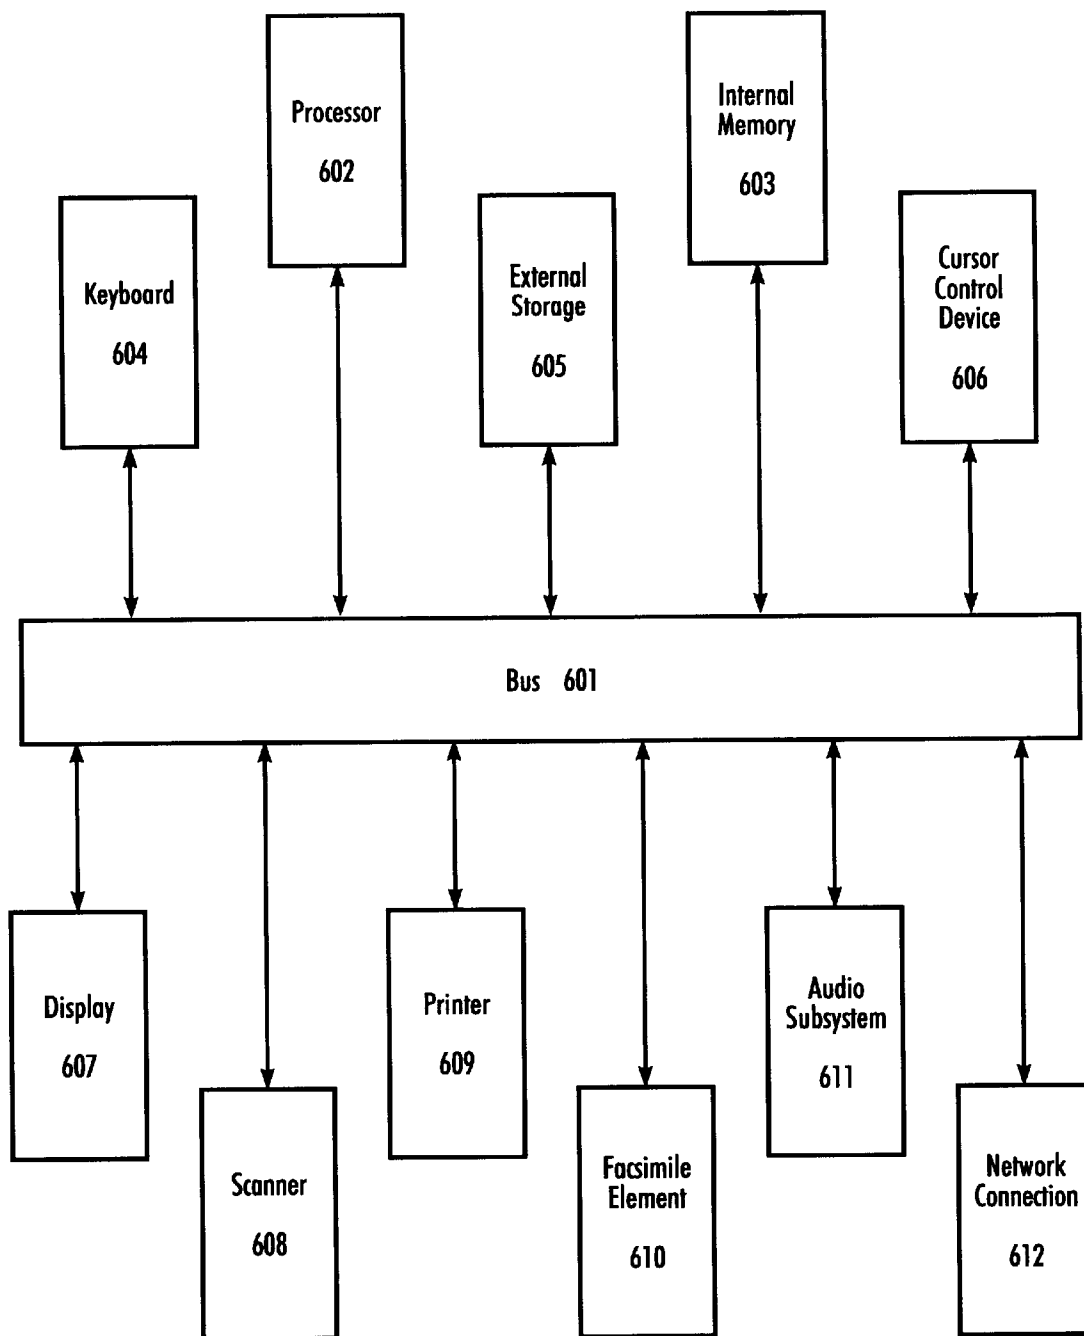 Processor
602
Internal
Memory
603
Keyboard
604
External
Storage
605
Cursor
Control
Device
606
Bus 601
Display
607
Printer
609
Audio
Subsystem
611
Scanner
608
Facsimile
Element
610
Network
Connection
612